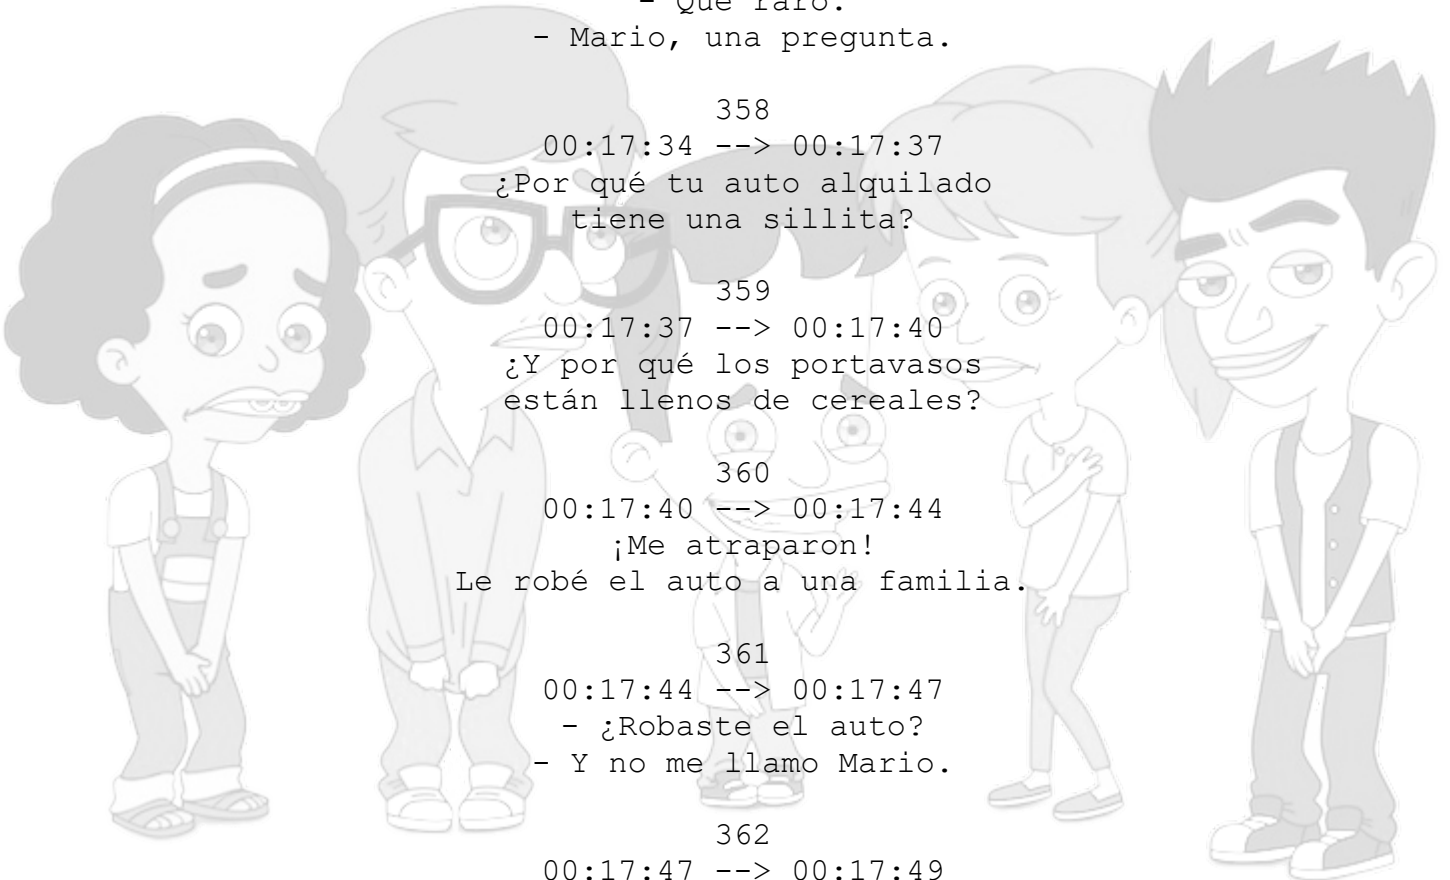 - Qué raro.
- Mario, una pregunta.
358
00:17:34 --> 00:17:37
¿Por qué tu auto alquilado
tiene una sillita?
359
00:17:37 --> 00:17:40
¿Y por qué los portavasos
están llenos de cereales?
360
00:17:40 --> 00:17:44
¡Me atraparon!
Le robé el auto a una familia.
361
00:17:44 --> 00:17:47
- ¿Robaste el auto?
- Y no me llamo Mario.
362
00:17:47 --> 00:17:49